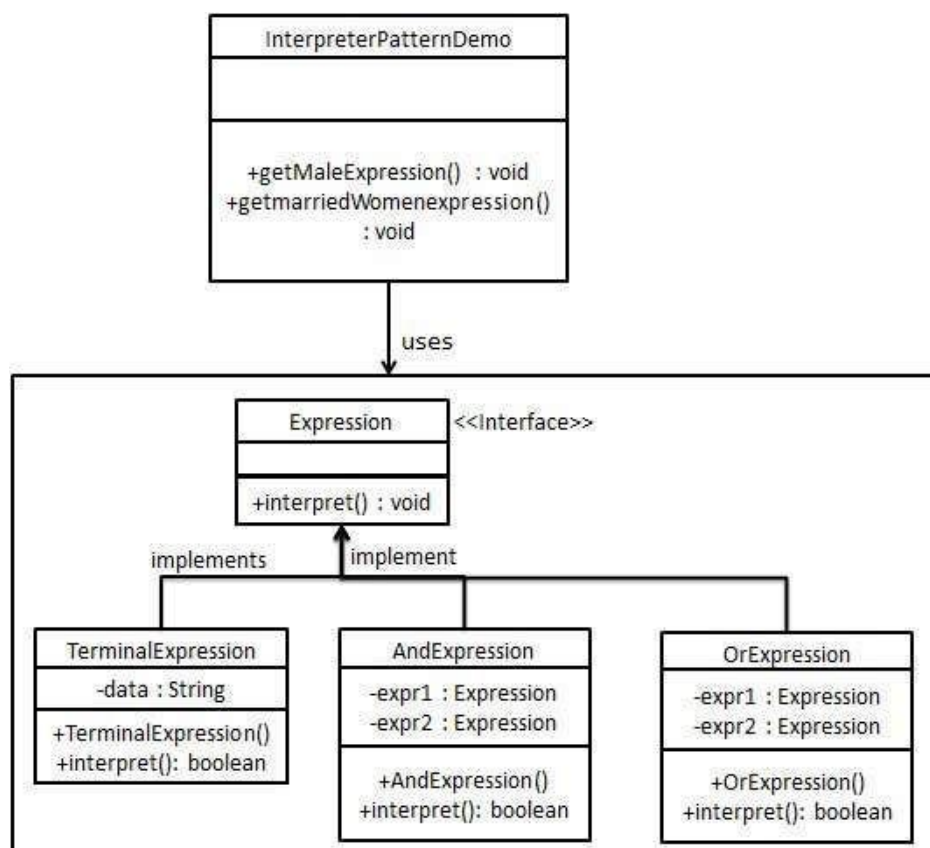 InterpreterPatternDemo
+getMaleExpression() : void
+getmarriedWomenexpression()
: void
uses
Expression
<<Interface>>
+interpret() : void
implements
implement
TerminalExpression
-data : String
+TerminalExpression()
+interpret(): boolean
AndExpression
-expr1 : Expression
-expr2 : Expression
+AndExpression()
+interpret(): boolean
OrExpression
-expr1 : Expression
-expr2 : Expression
+OrExpression()
+interpret(): boolean